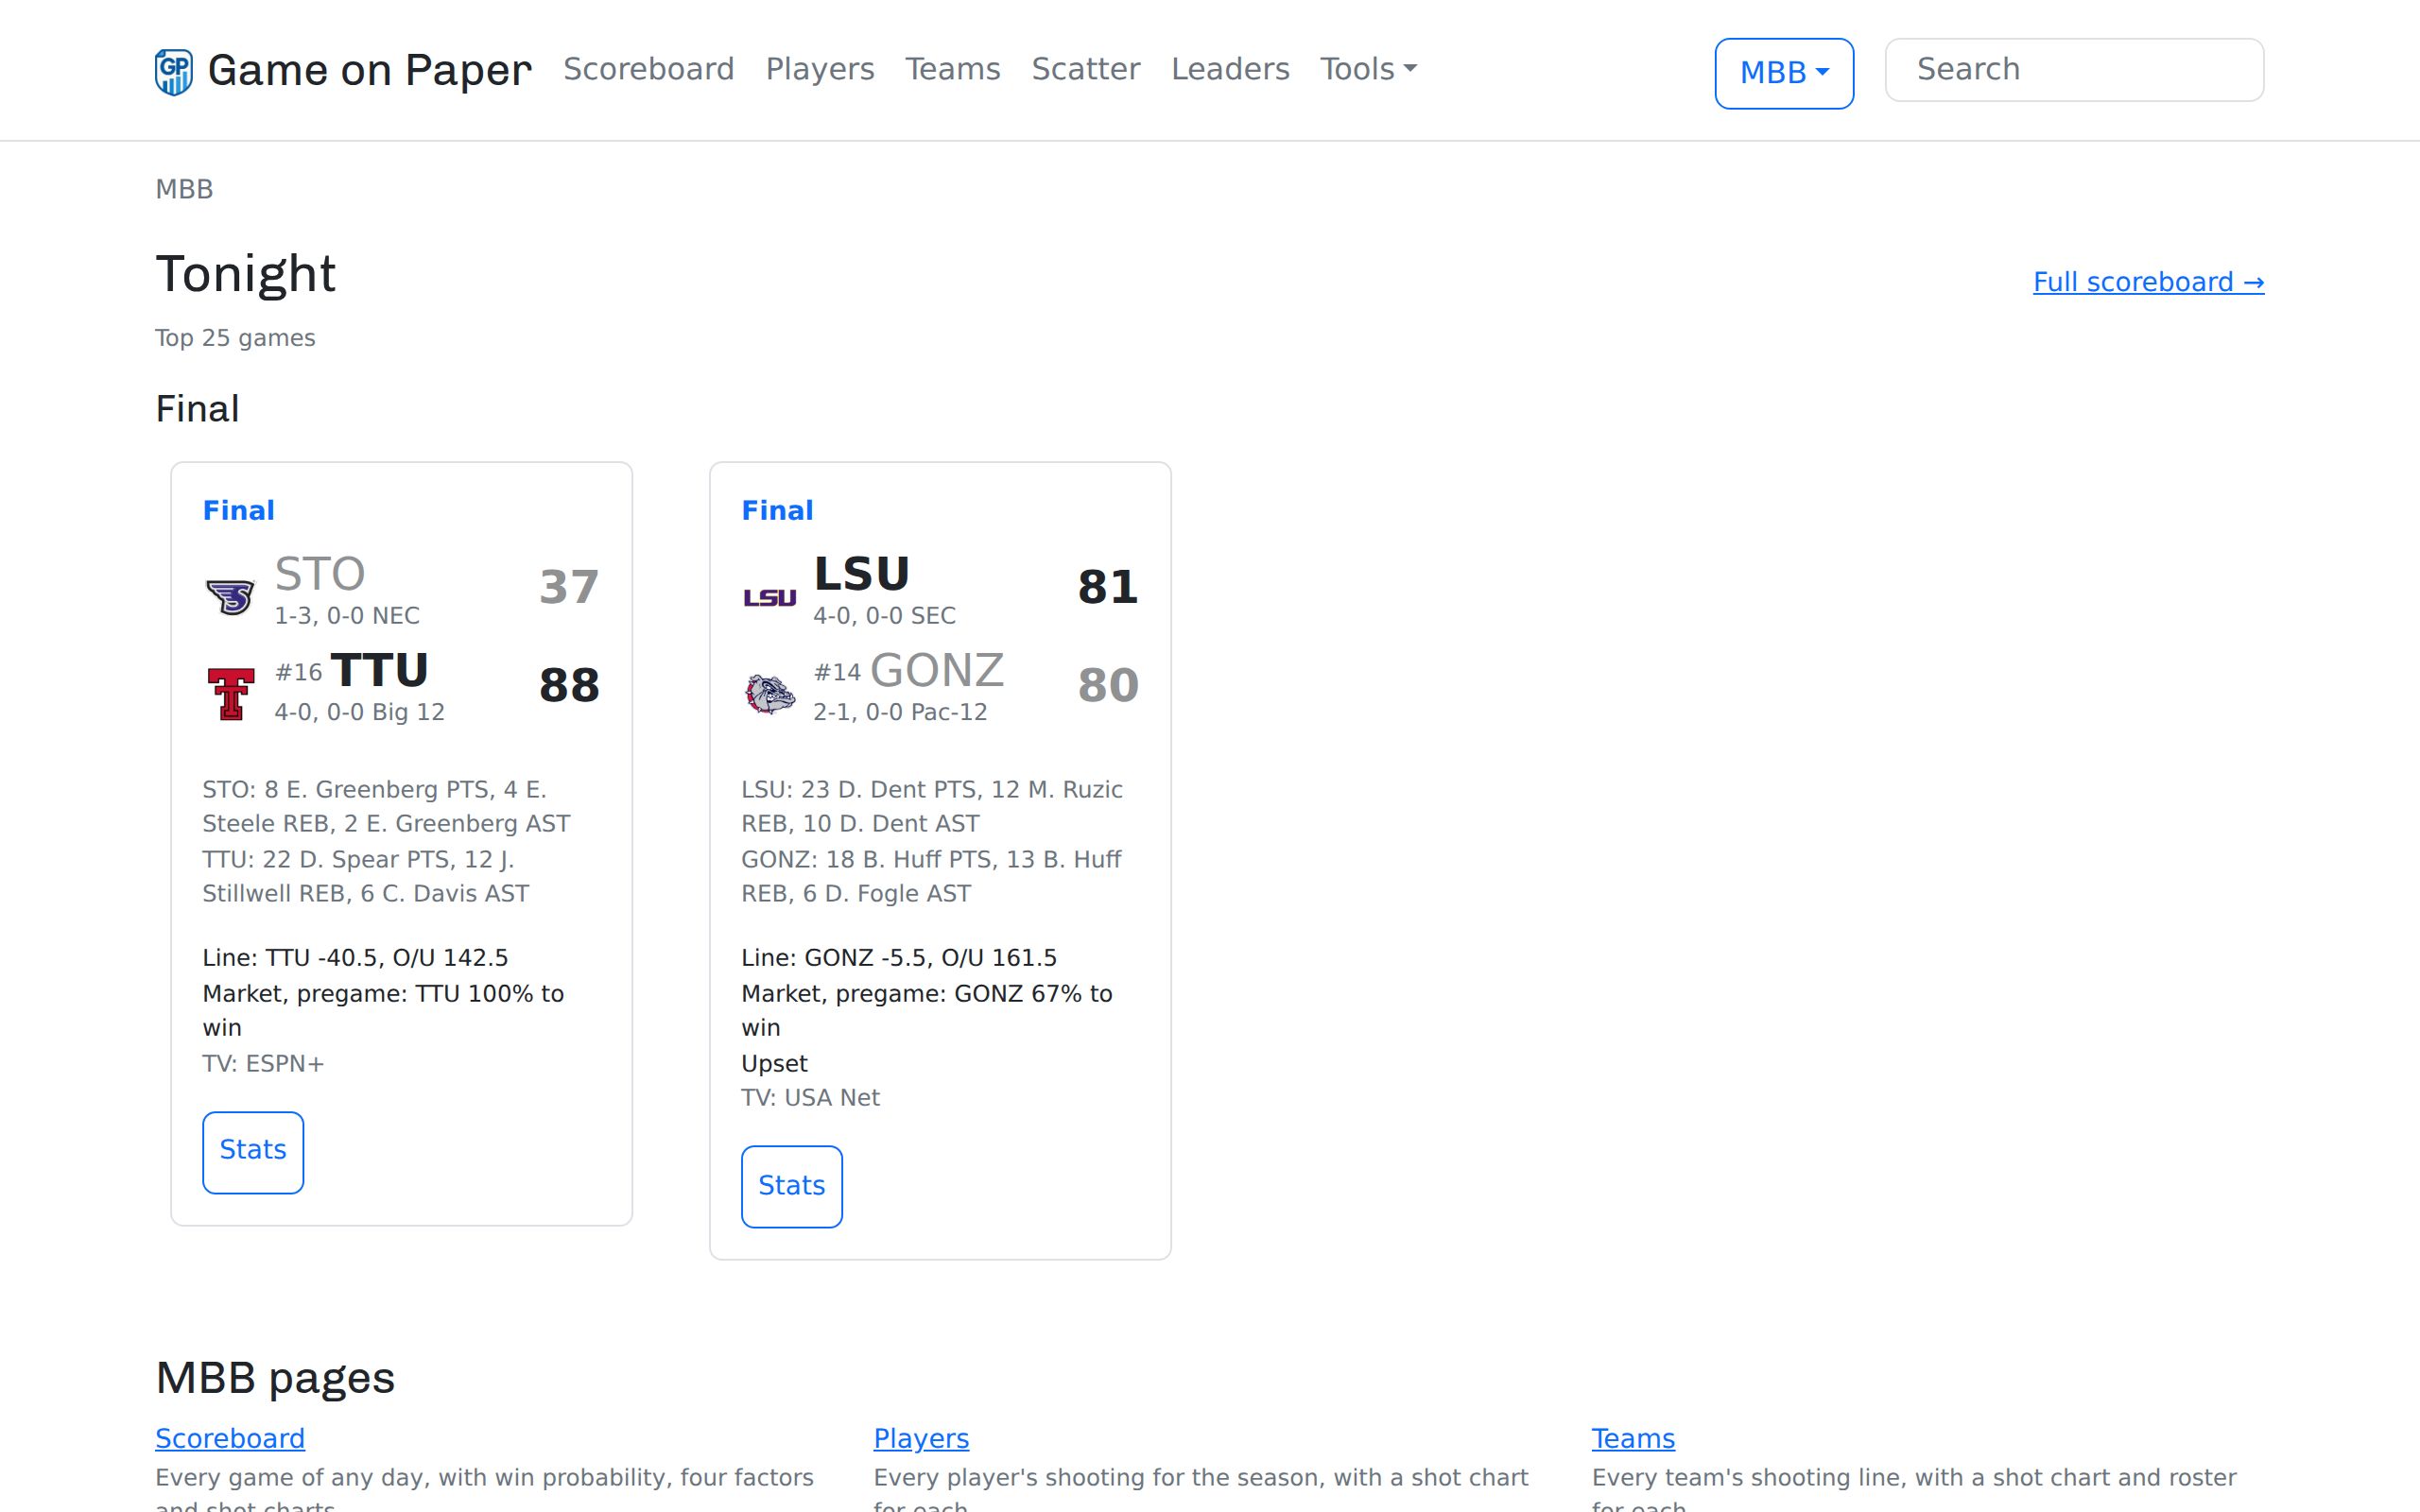 GP Game on Paper Scoreboard Players Teams Scatter Leaders Tools MBB Search
MBB
Tonight
Full scoreboard →
Top 25 games
Final
Final
STO 37
1-3, 0-0 NEC
#16 TTU 88
4-0, 0-0 Big 12
STO: 8 E. Greenberg PTS, 4 E.
Steele REB, 2 E. Greenberg AST
TTU: 22 D. Spear PTS, 12 J.
Stillwell REB, 6 C. Davis AST
Line: TTU -40.5, O/U 142.5
Market, pregame: TTU 100% to
win
TV: ESPN+
Stats
Final
LSU LSU 81
4-0, 0-0 SEC
#14 GONZ 80
2-1, 0-0 Pac-12
LSU: 23 D. Dent PTS, 12 M. Ruzic
REB, 10 D. Dent AST
GONZ: 18 B. Huff PTS, 13 B. Huff
REB, 6 D. Fogle AST
Line: GONZ -5.5, O/U 161.5
Market, pregame: GONZ 67% to
win
Upset
TV: USA Net
Stats
MBB pages
Scoreboard
Every game of any day, with win probability, four factors
and shot charts
Players
Every player's shooting for the season, with a shot chart
for each
Teams
Every team's shooting line, with a shot chart and roster
for each